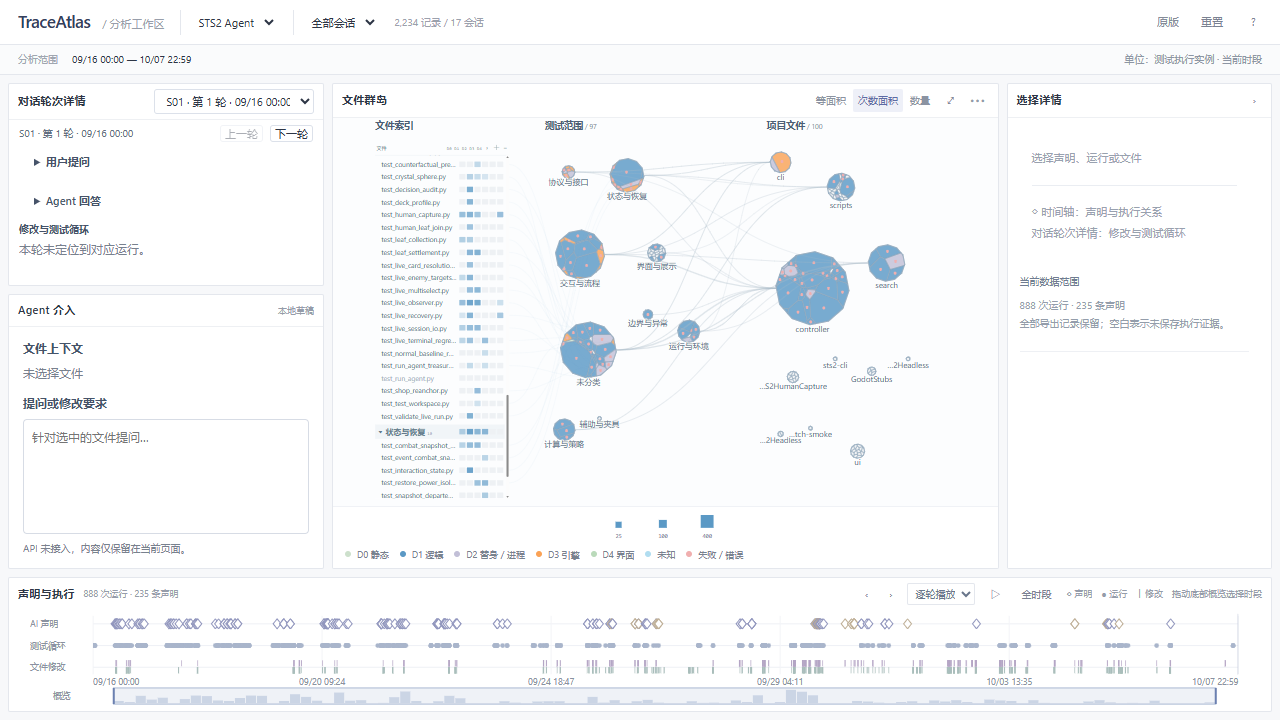 TraceAtlas / 分析工作区 STS2 Agent 全部会话 2,234 记录 / 17 会话 原版 重置 ?
分析范围 09/16 00:00 — 10/07 22:59 单位：测试执行实例 · 当前时段
对话轮次详情 S01 · 第 1 轮 · 09/16 00:00
S01 · 第 1 轮 · 09/16 00:00 上一轮 下一轮
用户提问
Agent 回答
修改与测试循环
本轮未定位到对应运行。
Agent 介入 本地草稿
文件上下文
未选择文件
提问或修改要求
针对选中的文件提问...
API 未接入，内容仅保留在当前页面。
文件群岛 等面积 次数面积 数量
文件索引 测试范围 / 97 项目文件 / 100
文件
test_counterfactual_pre...
test_crystal_sphere.py
test_decision_audit.py
test_deck_profile.py
test_human_capture.py
test_human_leaf_join.py
test_leaf_collection.py
test_leaf_settlement.py
test_live_card_resolutio...
test_live_enemy_targets...
test_live_multiselect.py
test_live_observer.py
test_live_recovery.py
test_live_session_io.py
test_live_terminal_regre...
test_normal_baseline_r...
test_run_agent_treasur...
test_run_agent.py
test_shop_reanchor.py
test_test_workspace.py
test_validate_live_run.py
状态与恢复
test_combat_snapshot_...
test_event_combat_sna...
test_interaction_state.py
test_restore_power_isol...
test_snapshot_departe...
协议与接口
状态与恢复
交互与流程
界面与展示
边界与异常
运行与环境
未分类
辅助与夹具
计算与策略
cli
scripts
search
controller
sts2-cli
...2Headless
GodotStubs
...S2HumanCapture
...tch-smoke
...2Headless
ui
25 100 400
D0 静态 D1 逻辑 D2 替身 / 进程 D3 引擎 D4 界面 未知 失败 / 错误
选择详情
选择声明、运行或文件
时间轴：声明与执行关系
对话轮次详情：修改与测试循环
当前数据范围
888 次运行 · 235 条声明
全部导出记录保留；空白表示未保存执行证据。
声明与执行 888 次运行 · 235 条声明 逐轮播放 全时段 声明 运行 修改 拖动底部概览选择时段
AI 声明
测试循环
文件修改
09/16 00:00 09/20 09:24 09/24 18:47 09/29 04:11 10/03 13:35 10/07 22:59
概览